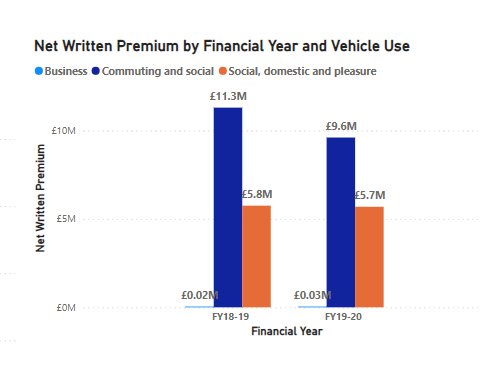 Net Written Premium by Financial Year and Vehicle Use
Business Commuting and social Social, domestic and pleasure
£11.3M
£9.6M
£10M
£5.8M
£5.7M
£5M
£0.02M
£0.03M
£0M
FY18-19
FY19-20
Net Written Premium
Financial Year